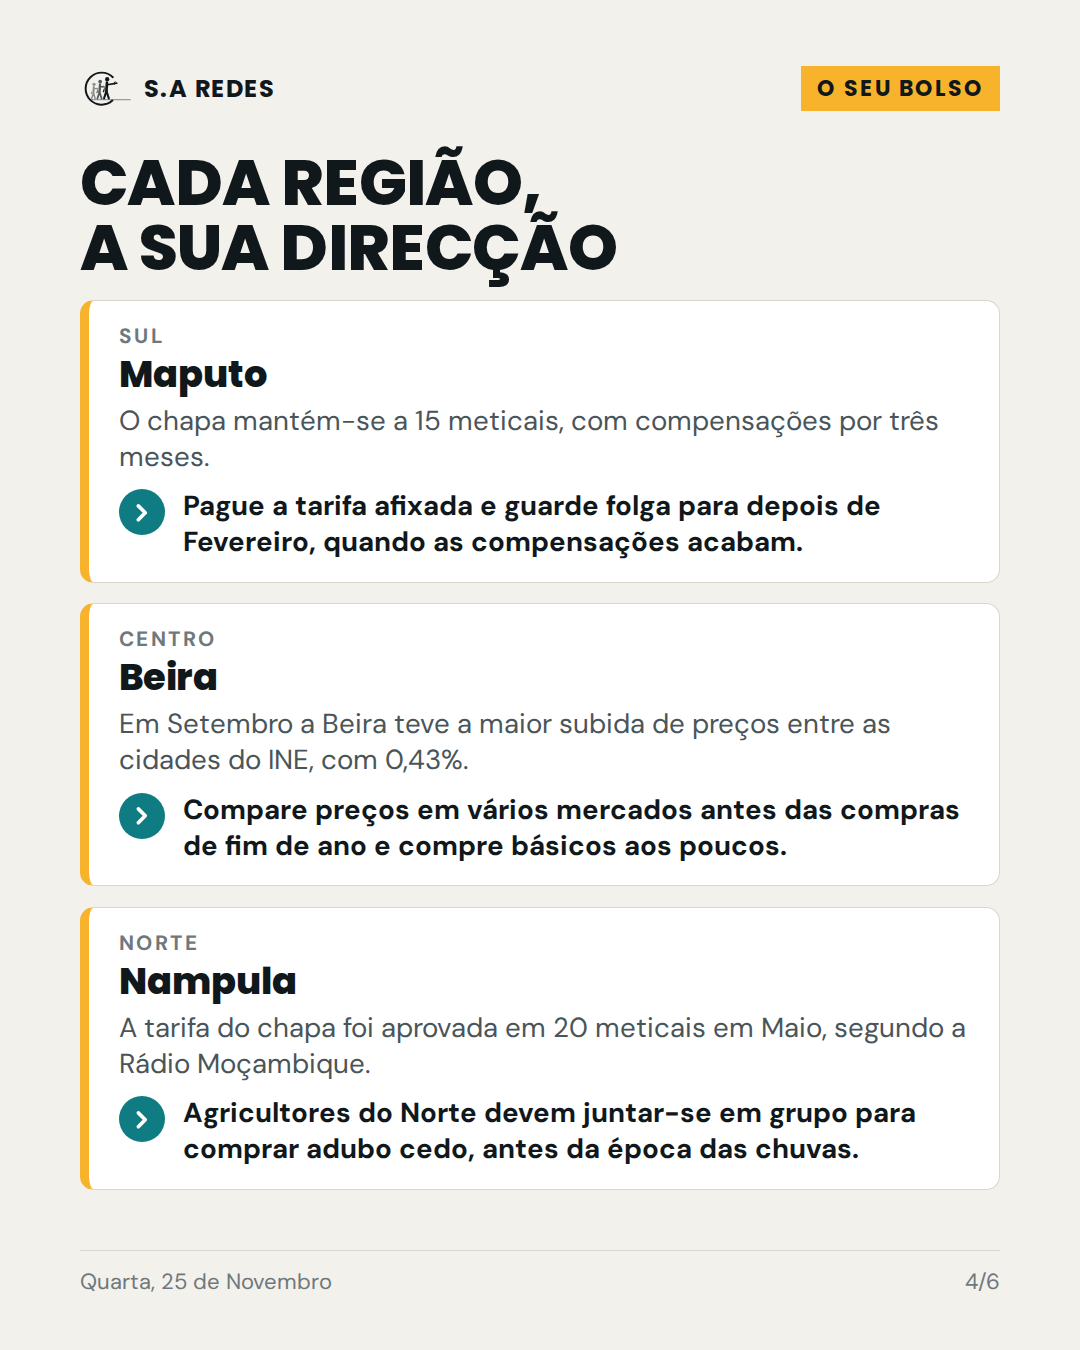 S.A REDES
O SEU BOLSO
CADA REGIÃO,
A SUA DIRECÇÃO
SUL
Maputo
O chapa mantém-se a 15 meticais, com compensações por três
meses.
Pague a tarifa afixada e guarde folga para depois de
Fevereiro, quando as compensações acabam.
CENTRO
Beira
Em Setembro a Beira teve a maior subida de preços entre as
cidades do INE, com 0,43%.
Compare preços em vários mercados antes das compras
de fim de ano e compre básicos aos poucos.
NORTE
Nampula
A tarifa do chapa foi aprovada em 20 meticais em Maio, segundo a
Rádio Moçambique.
Agricultores do Norte devem juntar-se em grupo para
comprar adubo cedo, antes da época das chuvas.
Quarta, 25 de Novembro
4/6